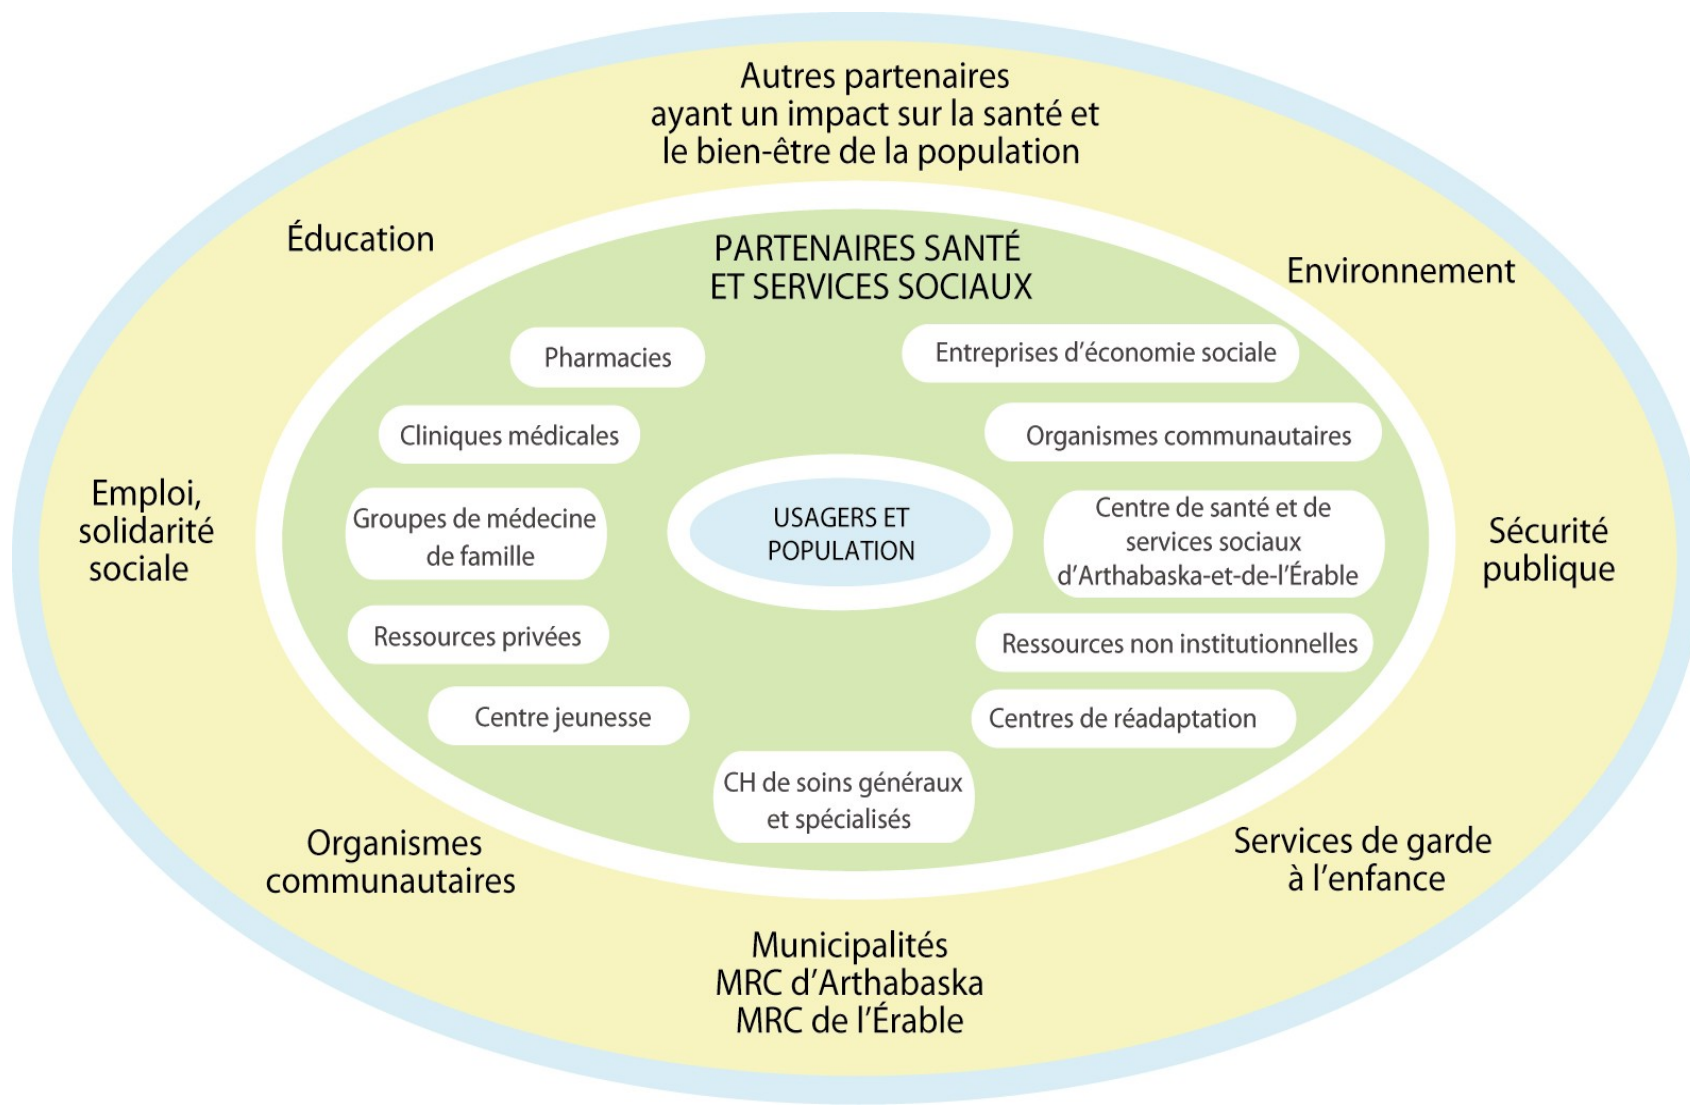 Autres partenaires
ayant un impact sur la santé et
le bien-être de la population
Éducation
Environnement
Emploi,
solidarité
sociale
Sécurité
publique
Organismes
communautaires
Services de garde
à l’enfance
Municipalités
MRC d’Arthabaska
MRC de l’Érable
PARTENAIRES SANTÉ
ET SERVICES SOCIAUX
Pharmacies
Entreprises d’économie sociale
Cliniques médicales
Organismes communautaires
Groupes de médecine
de famille
Centre de santé et de
services sociaux
d’Arthabaska-et-de-l’Érable
Ressources privées
Ressources non institutionnelles
Centre jeunesse
Centres de réadaptation
CH de soins généraux
et spécialisés
USAGERS ET
POPULATION